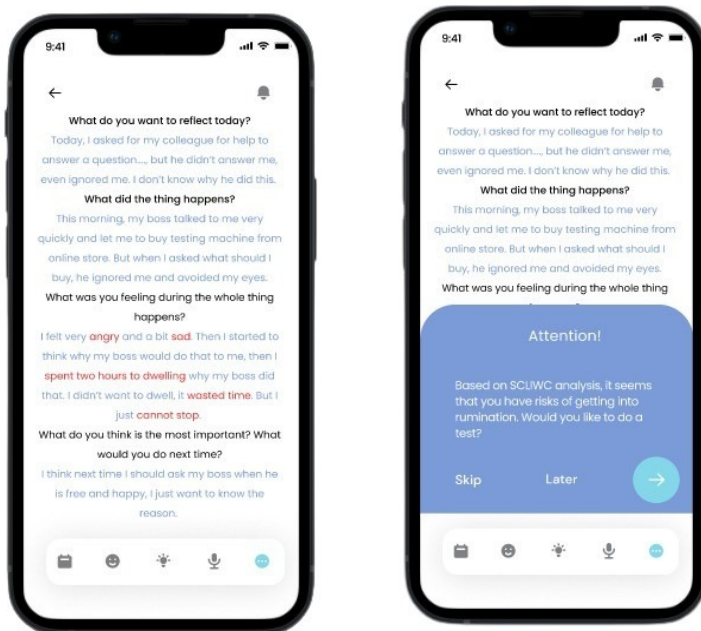 9:41
What do you want to reflect today?
Today, I asked for my colleague for help to
answer a question...., but he didn't answer me,
even ignored me. I don't know why he did this.
What did the thing happens?
This morning, my boss talked to me very
quickly and let me to buy testing machine from
online store. But when I asked what should I
buy, he ignored me and avoided my eyes.
What was you feeling during the whole thing
happens?
I felt very angry and a bit sad. Then I started to
think why my boss would do that to me, then I
spent two hours to dwelling why my boss did
that. I didn't want to dwell, it wasted time. But I
just cannot stop.
What do you think is the most important? What
would you do next time?
I think next time I should ask my boss when he
is free and happy, I just want to know the
reason.
9:41
What do you want to reflect today?
Today, I asked for my colleague for help to
answer a question...., but he didn't answer me,
even ignored me. I don't know why he did this.
What did the thing happens?
This morning, my boss talked to me very
quickly and let me to buy testing machine from
online store. But when I asked what should I
buy, he ignored me and avoided my eyes.
What was you feeling during the whole thing
Attention!
Based on SCLIWC analysis, it seems
that you have risks of getting into
rumination. Would you like to do a
test?
Skip Later